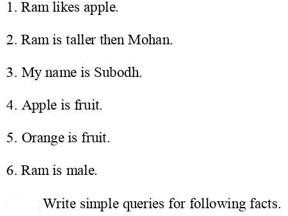 1. Ram likes apple.
2. Ram is taller then Mohan.
3. My name is Subodh.
4. Apple is fruit.
5. Orange is fruit.
6. Ram is male.
Write simple queries for following facts.